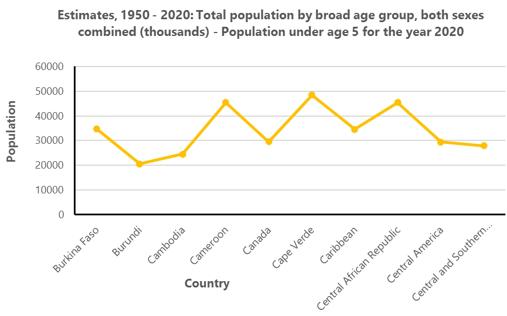 Estimates, 1950 - 2020: Total population by broad age group, both sexes
combined (thousands) - Population under age 5 for the year 2020
60000
50000
40000
30000
20000
10000
0
Population
Burkina Faso
Burundi
Cambodia
Cameroon
Canada
Cape Verde
Caribbean
Central African Republic
Central America
Central and Southern...
Country